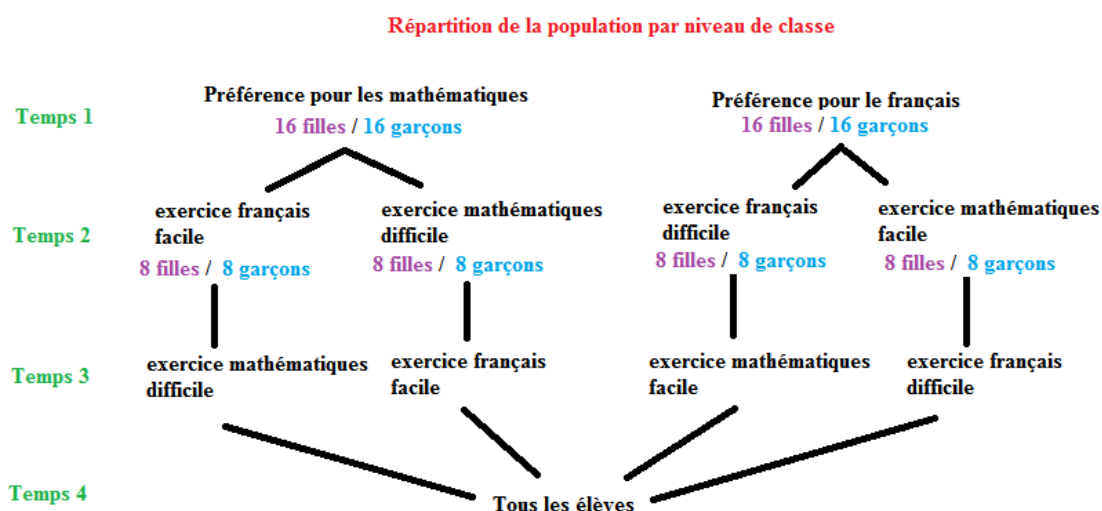 Répartition de la population par niveau de classe
Temps 1
Préférence pour les mathématiques
16 filles / 16 garçons
Préférence pour le français
16 filles / 16 garçons
Temps 2
exercice français
facile
8 filles / 8 garçons
exercice mathématiques
difficile
8 filles / 8 garçons
exercice français
difficile
8 filles / 8 garçons
exercice mathématiques
facile
8 filles / 8 garçons
Temps 3
exercice mathématiques
difficile
exercice français
facile
exercice mathématiques
facile
exercice français
difficile
Temps 4
Tous les élèves